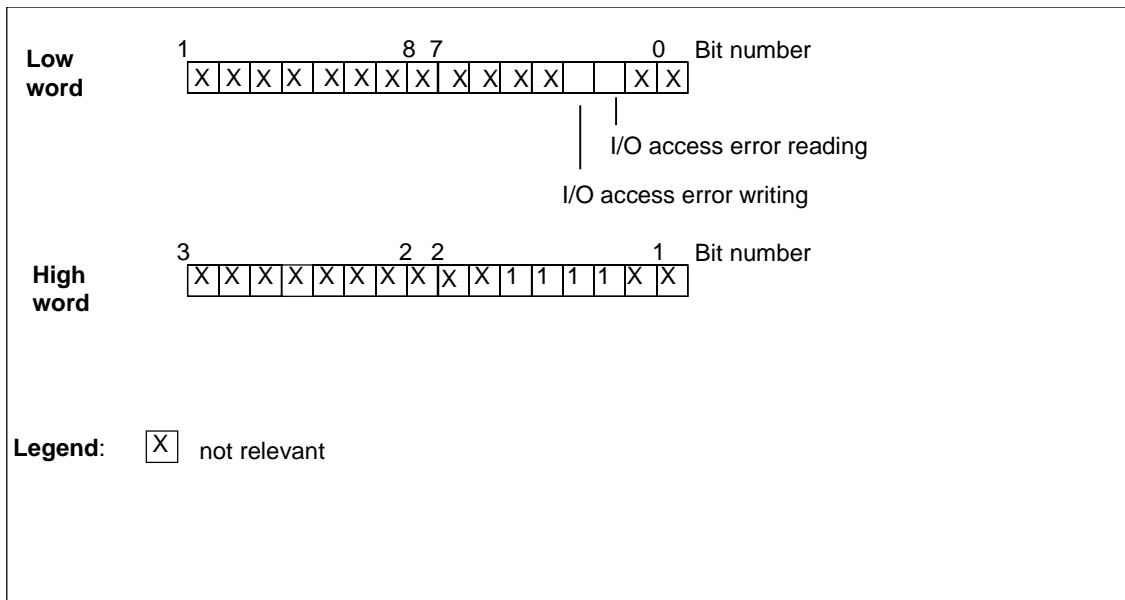 Low word
1 8 7 0 Bit number
X X X X X X X X X X X X X X
I/O access error reading
I/O access error writing
High word
3 2 2 1 Bit number
X X X X X X X X X X 1 1 1 1 X X
Legend: X not relevant